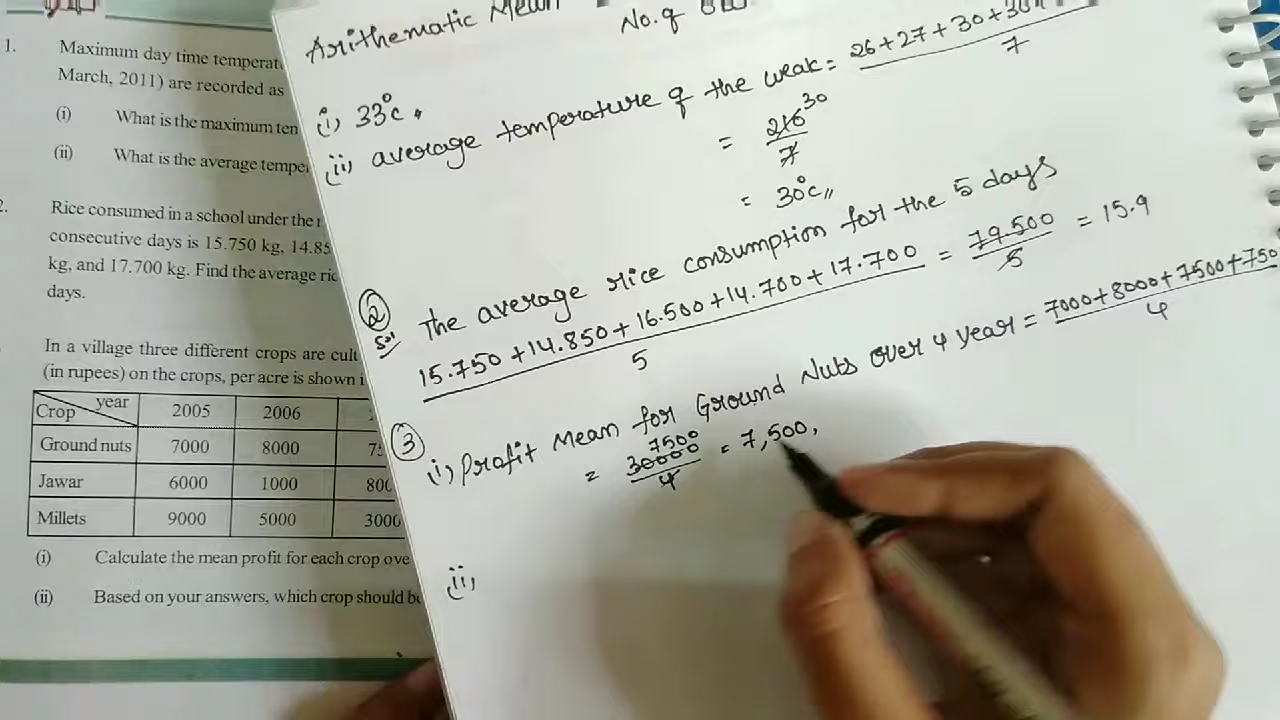 1. Maximum day time temperat
March, 2011) are recorded as
(i) What is the maximum ten
(ii) What is the average tempe
2. Rice consumed in a school under the
consecutive days is 15.750 kg, 14.85
kg, and 17.700 kg. Find the average ric
days.
In a village three different crops are cult
(in rupees) on the crops, per acre is shown i
Crop year 2005 2006
Ground nuts 7000 8000 75
Jawar 6000 1000 800
Millets 9000 5000 3000
(i) Calculate the mean profit for each crop ove
(ii) Based on your answers, which crop should be
Arithematic Mean
No. of
(i) 33°c.
(ii) average temperature of the weak = 26+27+30+30
7
= 216 30
7
= 30°c,,
② The average rice consumption for the 5 days
Sol
15.750+14.850+16.500+14.700+17.700 = 79.500 = 15.9
5 5
③ (i) Profit Mean for Ground Nuts over 4 year = 7000+8000+7500+750
4
= 30000 7500 = 7,500,
4
(ii)